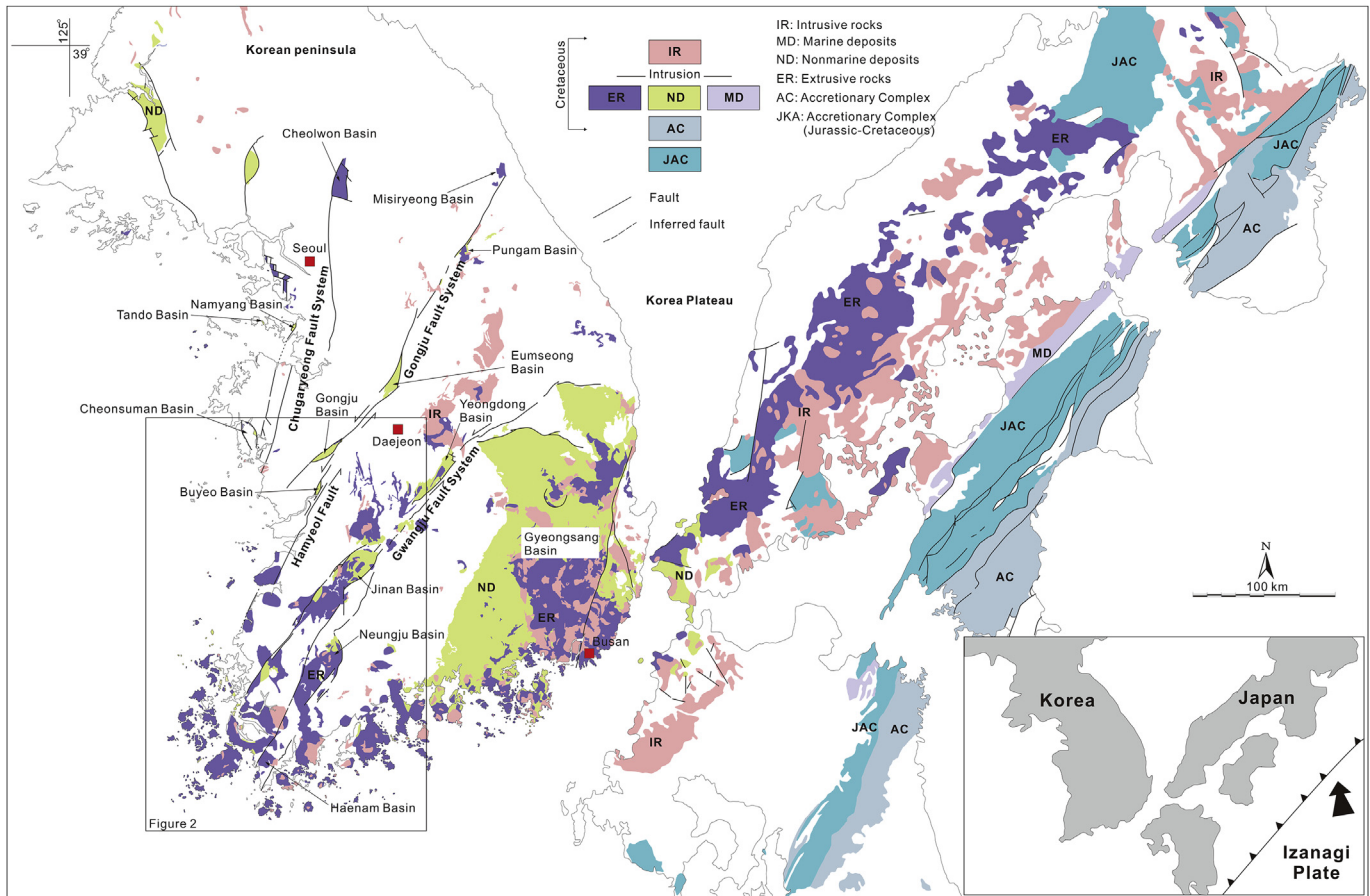 125°
39°
Korean peninsula
ND
Cheolwon Basin
Misiryeong Basin
Pungam Basin
Seoul
Namyang Basin
Tando Basin
Chugaryeong Fault System
Gongju Fault System
Eumseong
Basin
Gongju
Basin
Yeongdong
Basin
Cheonsuman Basin
IR
Daejeon
Buyeo Basin
Hamyeol Fault
Gwangju Fault System
Gyeongsang
Basin
Jinan Basin
ND
ER
Neungju Basin
Busan
ER
Haenam Basin
Figure 2
Cretaceous
IR
Intrusion
ER
ND
MD
AC
JAC
Fault
Inferred fault
IR: Intrusive rocks
MD: Marine deposits
ND: Nonmarine deposits
ER: Extrusive rocks
AC: Accretionary Complex
JKA: Accretionary Complex
(Jurassic-Cretaceous)
Korea Plateau
JAC
IR
ER
JAC
AC
ER
MD
IR
JAC
ER
ND
AC
IR
JAC
AC
N
100 km
Korea
Japan
Izanagi
Plate